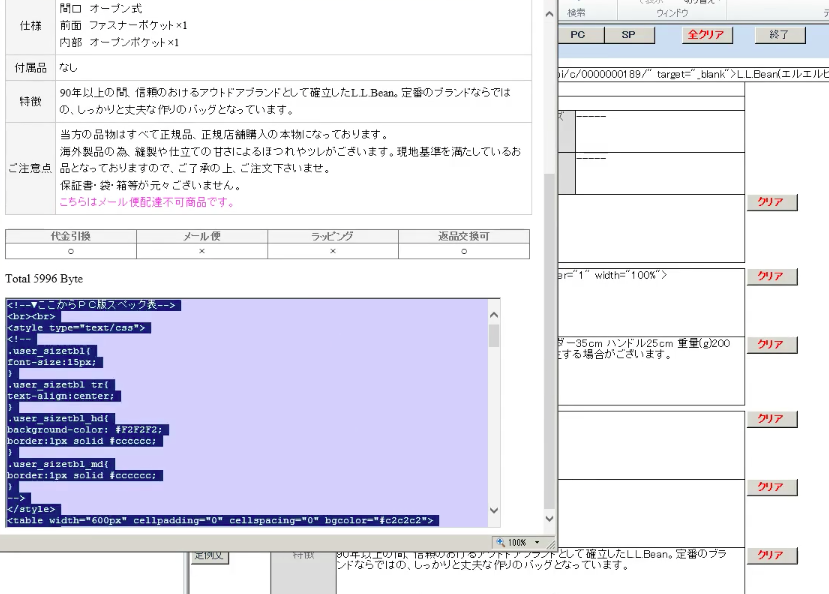 仕様
間口 オープン式
前面 ファスナーポケット×1
内部 オープンポケット×1
付属品
なし
特徴
90年以上の間、信頼のおけるアウトドアブランドとして確立したL.L.Bean。定番のブランドならではの、しっかりと丈夫な作りのバッグとなっています。
ご注意点
当方の品物はすべて正規品、正規店舗購入の本物になっております。
海外製品の為、縫製や仕立ての甘さによるほつれやツレがございます。現地基準を満たしているお
品となっておりますので、ご了承の上、ご注文下さいませ。
保証書・袋・箱等が元々ございません。
こちらはメール便配達不可商品です。
代金引換 メール便 ラッピング 返品交換可
○ × × ○
Total 5996 Byte
<!--▼ここからＰＣ版スペック表-->
<br><br>
<style type="text/css">
<!--
.user_sizetbl{
font-size:15px;
}
.user_sizetbl tr{
text-align:center;
}
.user_sizetbl_hd{
background-color: #F2F2F2;
border:1px solid #cccccc;
}
.user_sizetbl_md{
border:1px solid #cccccc;
}
-->
</style>
<table width="600px" cellpadding="0" cellspacing="0" bgcolor="#c2c2c2">
100%
検索
ウィンドウ
PC SP 全クリア 終了
i/c/0000000189/" target="_blank">L.L.Bean(エルエルビ
ズ -----
-----
クリア
er="1" width="100%">
クリア
ダー35cm ハンドル25cm 重量(g)200
する場合がございます。
クリア
クリア
クリア
定例文
特徴
90年以上の間、信頼のおけるアウトドアブランドとして確立したL.L.Bean。定番のブラ
ンドならではの、しっかりと丈夫な作りのバッグとなっています。
クリア